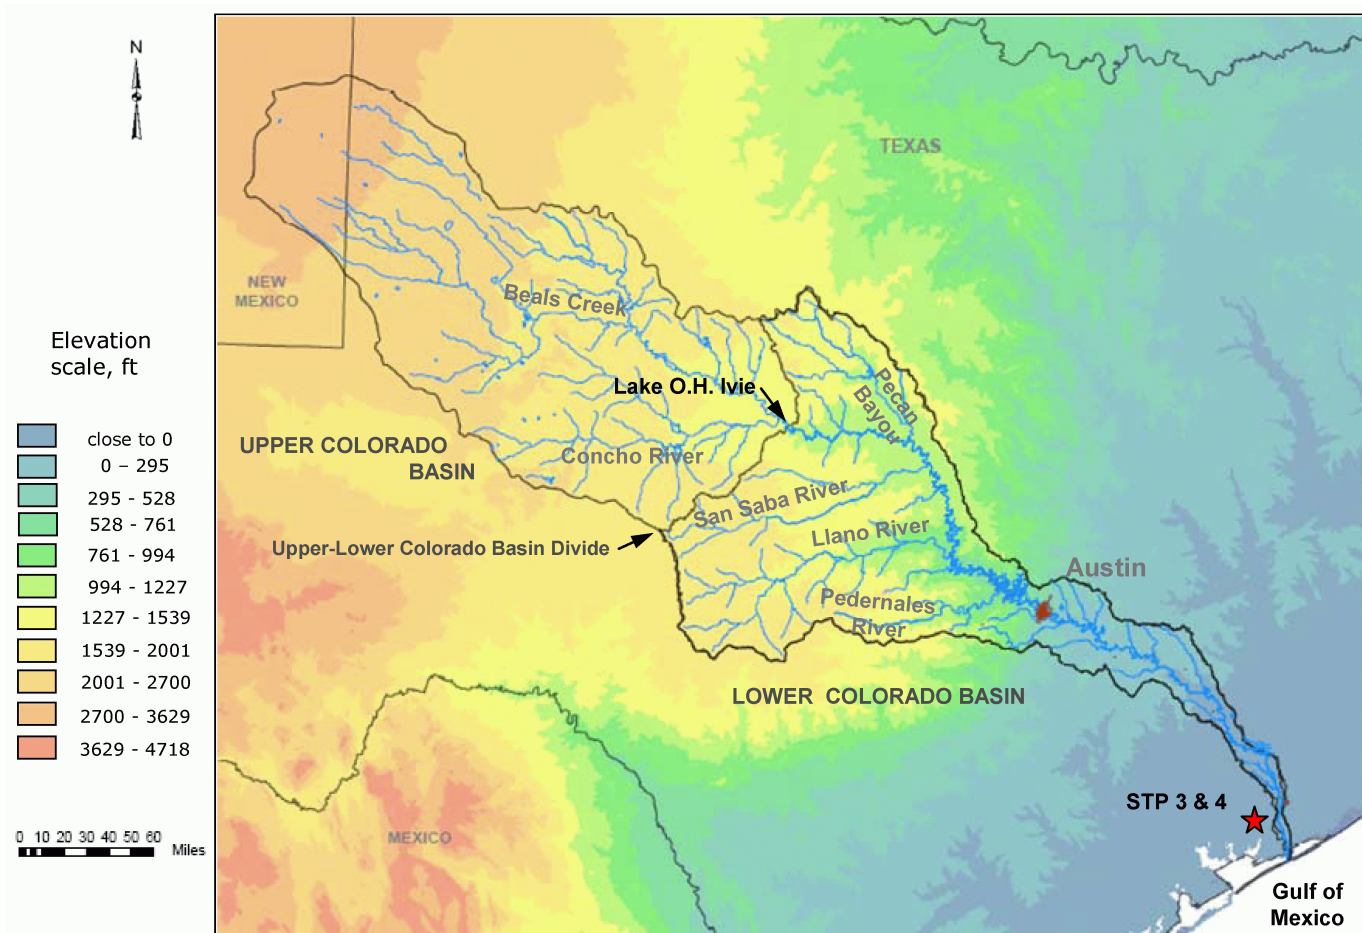 N
TEXAS
NEW
MEXICO
Beals Creek
Elevation
scale, ft
Lake O.H. Ivie
Pecan
Bayou
close to 0
0 – 295
295 - 528
528 - 761
761 - 994
994 - 1227
1227 - 1539
1539 - 2001
2001 - 2700
2700 - 3629
3629 - 4718
UPPER COLORADO
BASIN
Concho River
San Saba River
Llano River
Upper-Lower Colorado Basin Divide
Austin
Pedernales
River
LOWER COLORADO BASIN
STP 3 & 4
MEXICO
0 10 20 30 40 50 60
Miles
Gulf of
Mexico